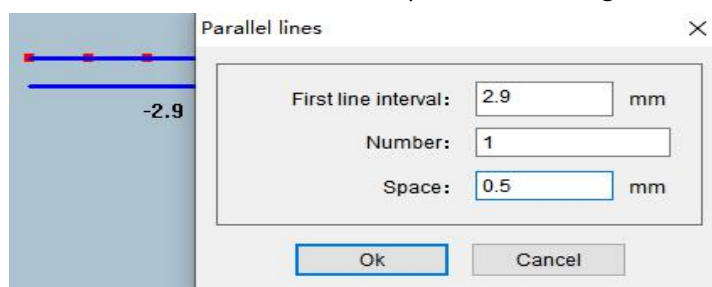 Parallel lines
-2.9
First line interval: 2.9 mm
Number: 1
Space: 0.5 mm
Ok Cancel